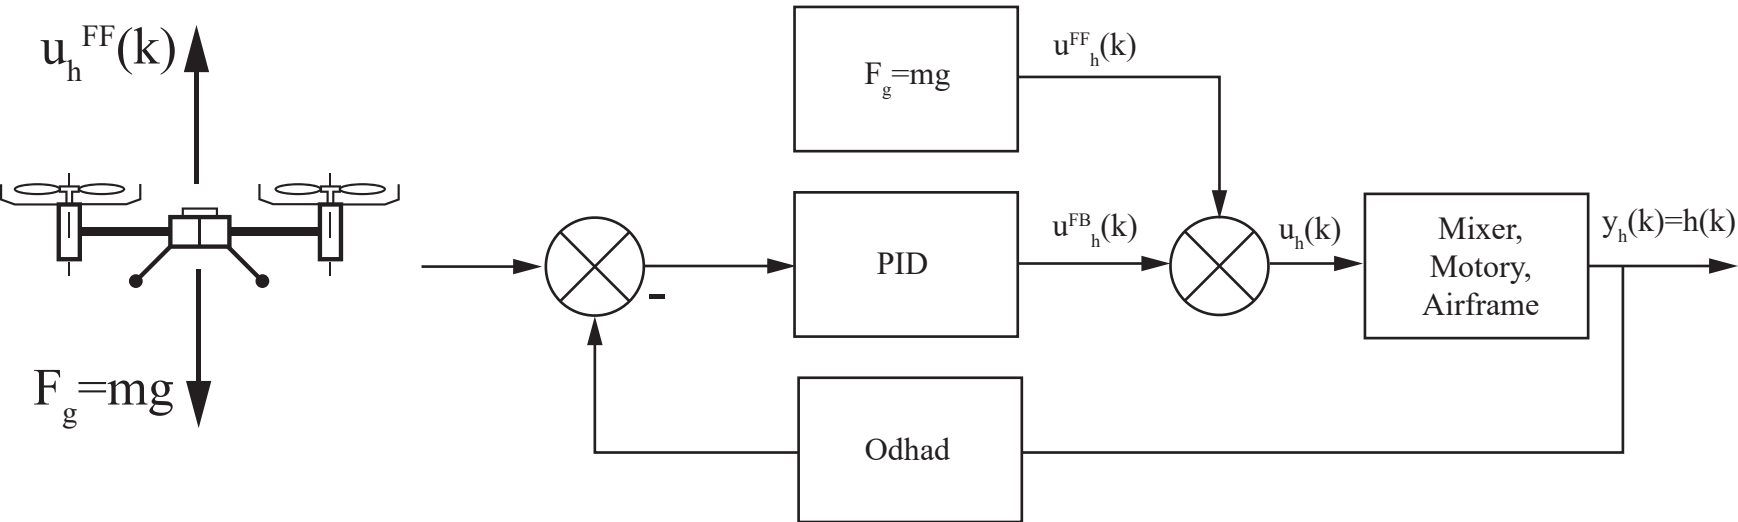 u_h^FF(k)
F_g=mg
F_g=mg
u^FF_h(k)
PID
u^FB_h(k)
u_h(k)
Mixer,
Motory,
Airframe
y_h(k)=h(k)
-
Odhad